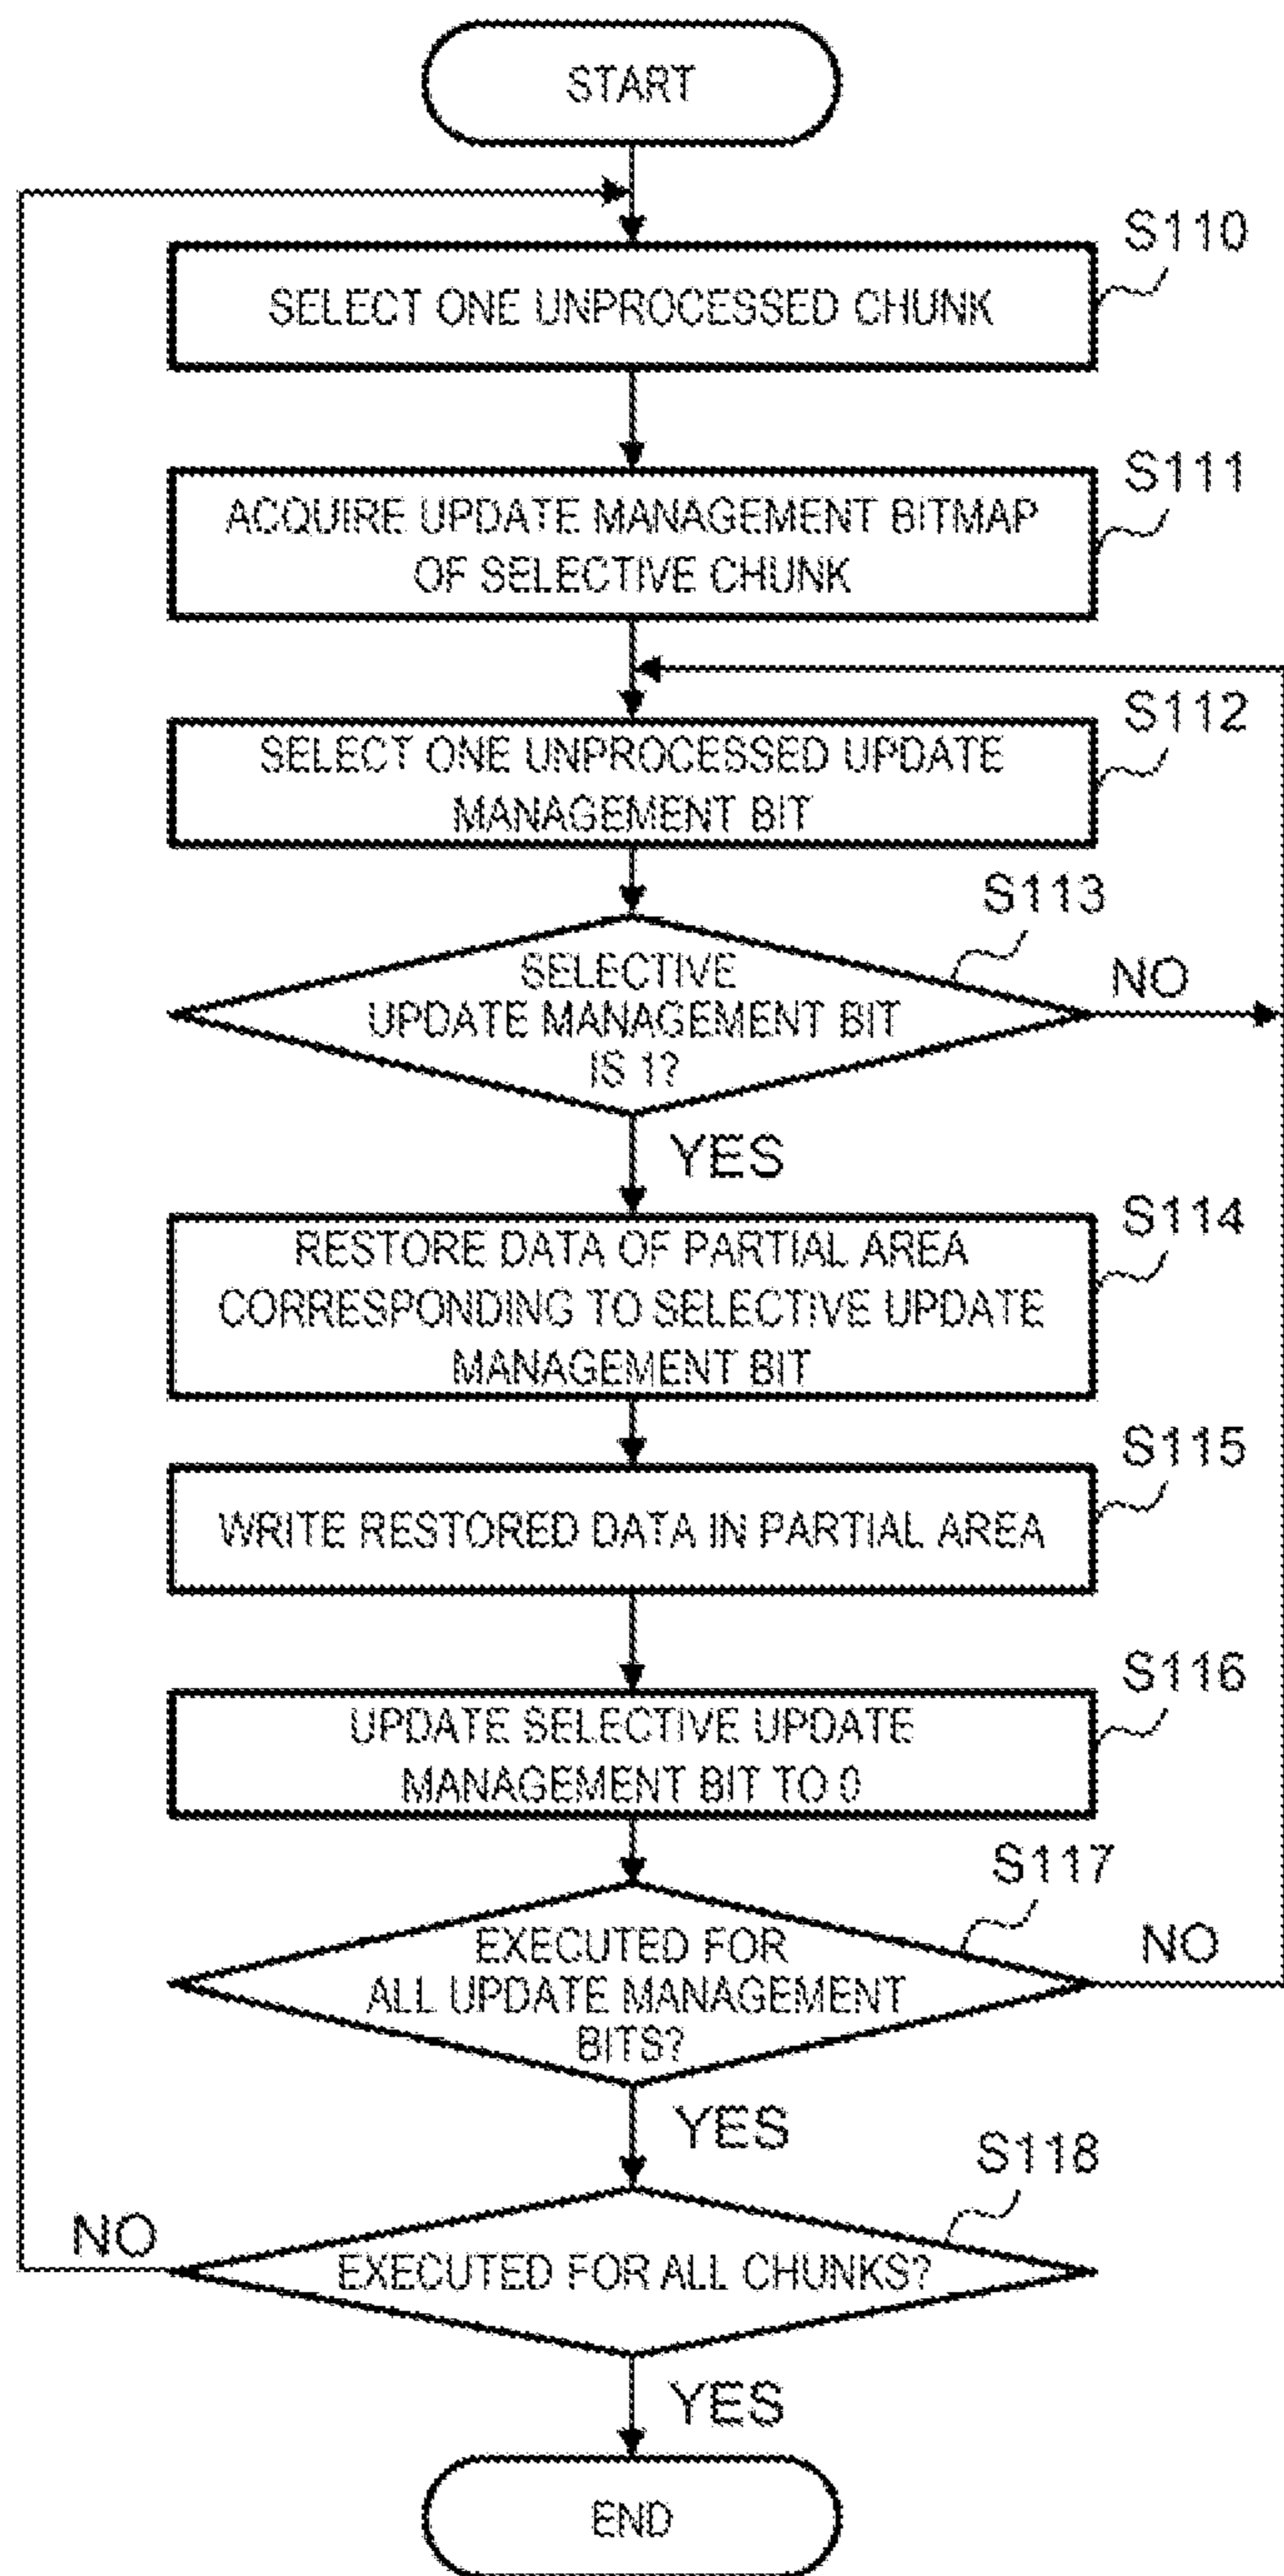 START
S110
SELECT ONE UNPROCESSED CHUNK
S111
ACQUIRE UPDATE MANAGEMENT BITMAP
OF SELECTIVE CHUNK
S112
SELECT ONE UNPROCESSED UPDATE
MANAGEMENT BIT
S113
SELECTIVE
UPDATE MANAGEMENT BIT
IS 1?
NO
YES
S114
RESTORE DATA OF PARTIAL AREA
CORRESPONDING TO SELECTIVE UPDATE
MANAGEMENT BIT
S115
WRITE RESTORED DATA IN PARTIAL AREA
S116
UPDATE SELECTIVE UPDATE
MANAGEMENT BIT TO 0
S117
EXECUTED FOR
ALL UPDATE MANAGEMENT
BITS?
NO
YES
S118
NO
EXECUTED FOR ALL CHUNKS?
YES
END